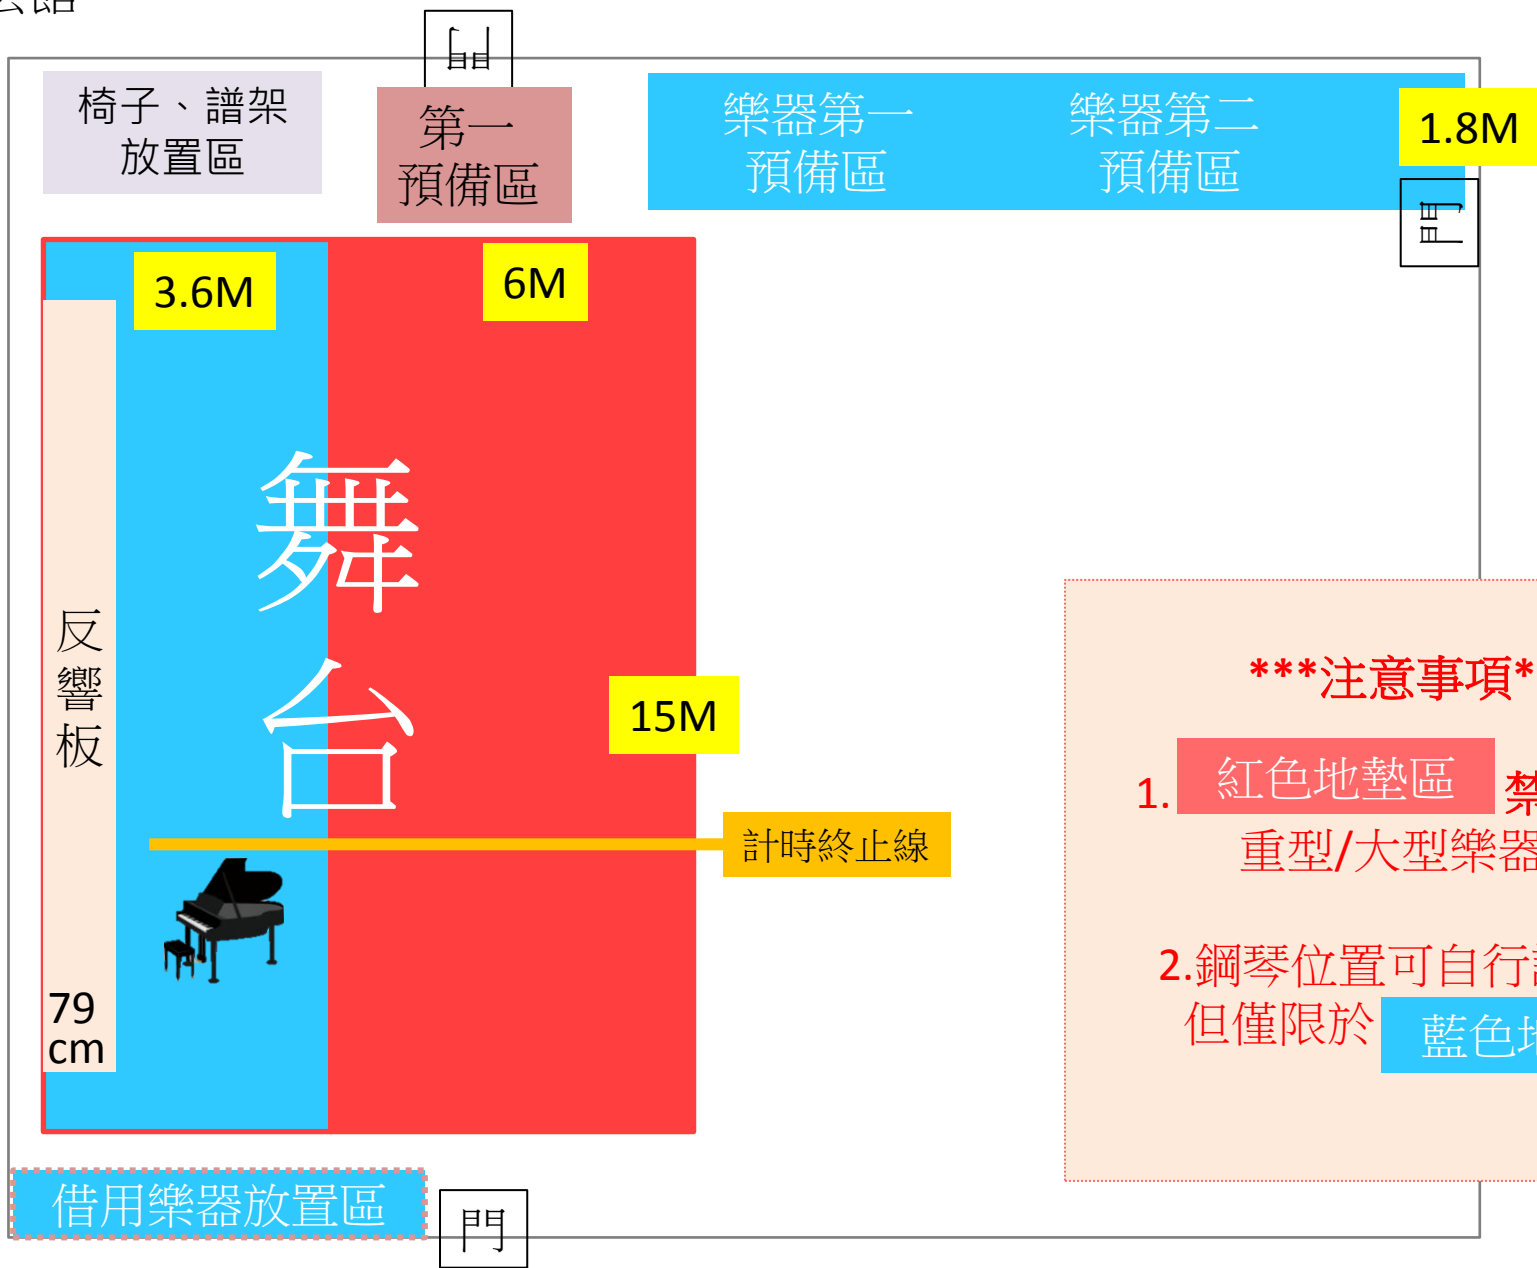 門
椅子、譜架
放置區
第一
預備區
樂器第一
預備區
樂器第二
預備區
1.8M
門
3.6M
6M
舞
台
反
響
板
15M
計時終止線
79
cm
***注意事項*
1. 紅色地墊區 禁
重型/大型樂器
2.鋼琴位置可自行
但僅限於 藍色地
借用樂器放置區
門